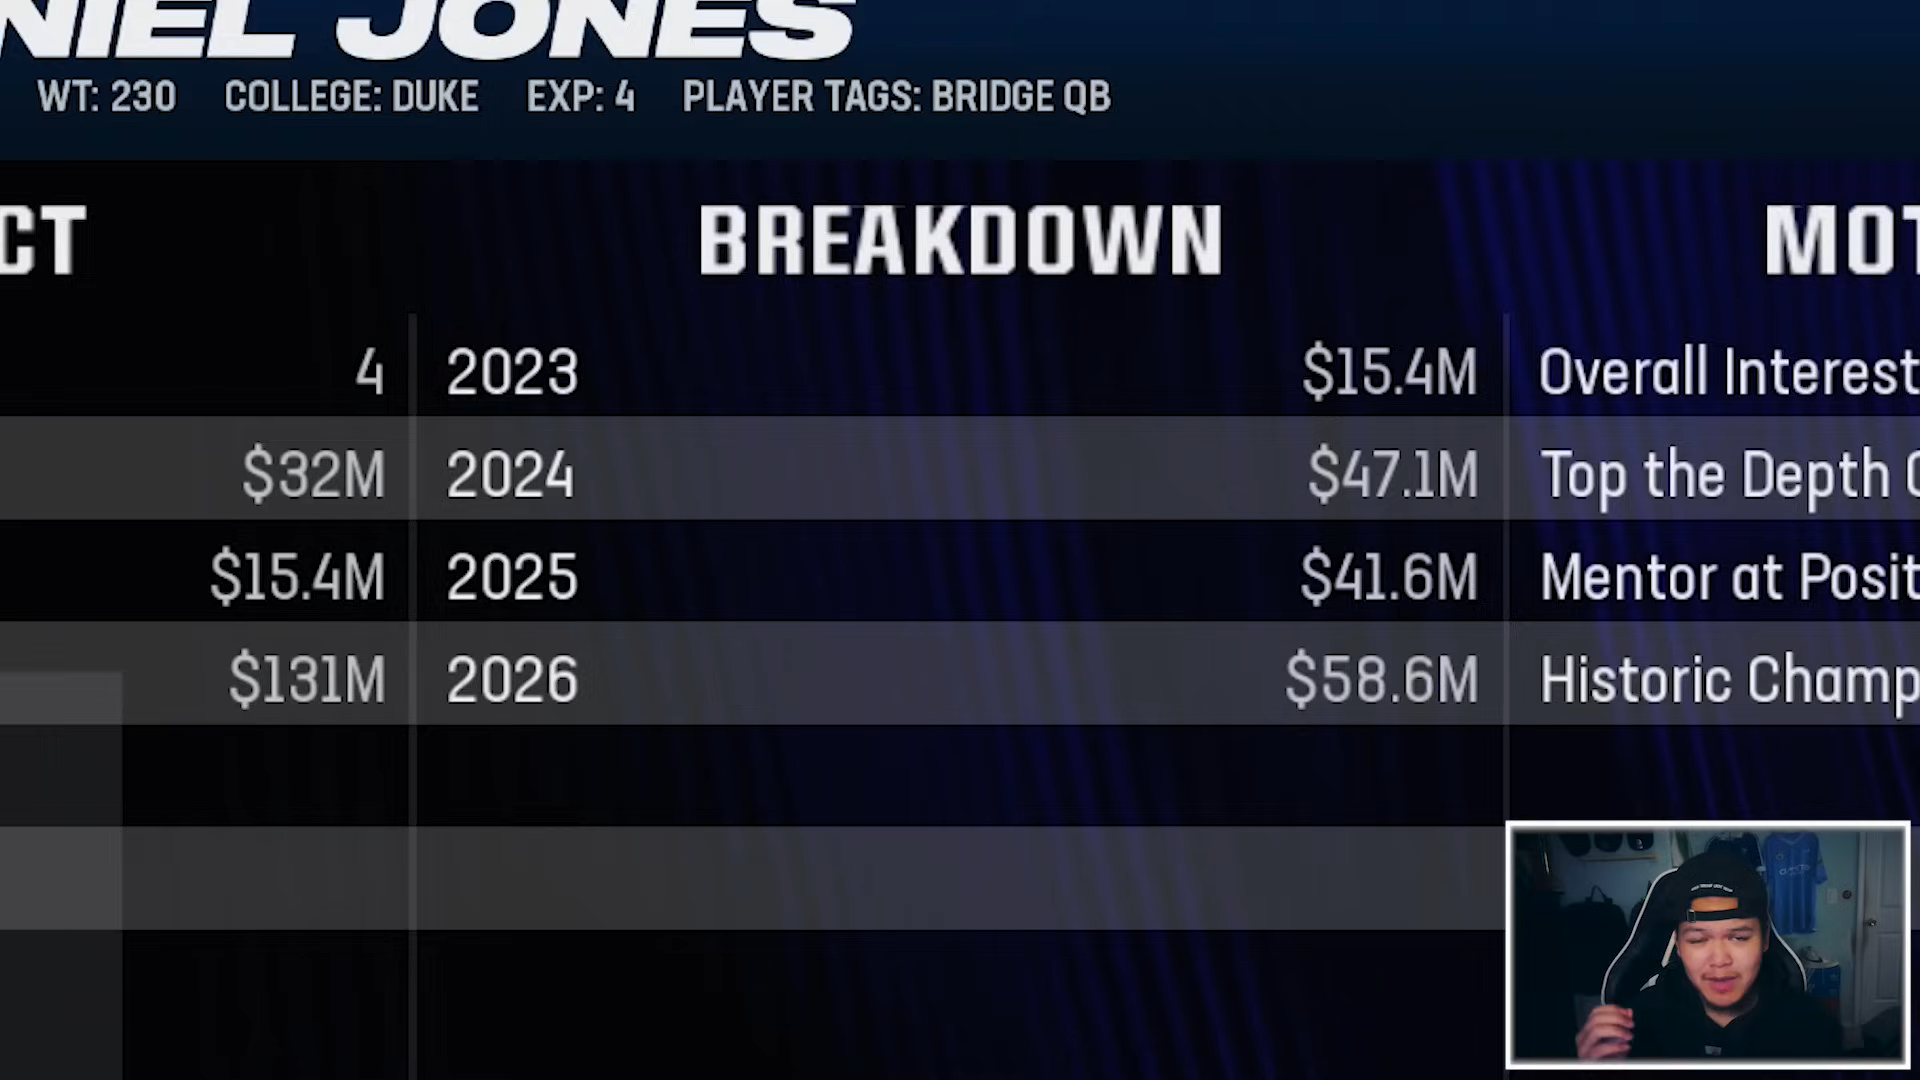 NIEL JONES
WT: 230 COLLEGE: DUKE EXP: 4 PLAYER TAGS: BRIDGE QB
CT BREAKDOWN MOT
4 2023 $15.4M Overall Interest
$32M 2024 $47.1M Top the Depth
$15.4M 2025 $41.6M Mentor at Posit
$131M 2026 $58.6M Historic Champ